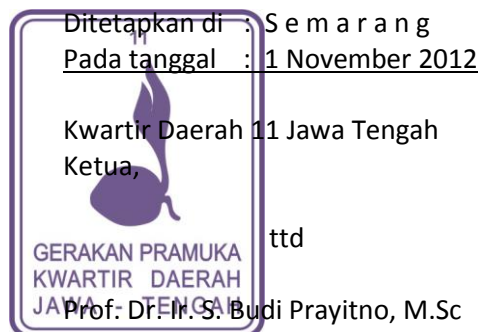 Ditetapkan di : S e m a r a n g
11
Pada tanggal : 1 November 2012
Kwartir Daerah 11 Jawa Tengah
Ketua,
ttd
GERAKAN PRAMUKA
KWARTIR DAERAH
JAWA - TENGAH
Prof. Dr. Ir. S. Budi Prayitno, M.Sc